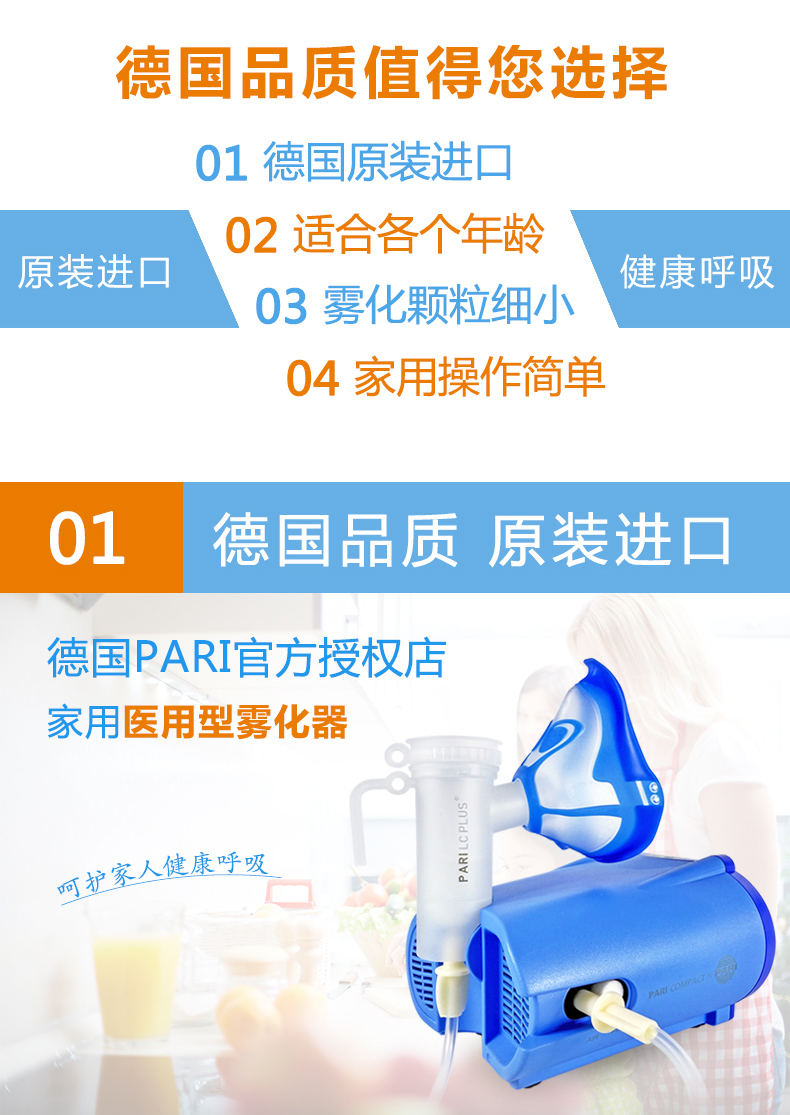 德国品质值得您选择
01 德国原装进口
02 适合各个年龄
原装进口
健康呼吸
03 雾化颗粒细小
04 家用操作简单
01 德国品质 原装进口
德国PARI官方授权店
家用医用型雾化器
PARI LC PLUS®
呵护家人健康呼吸
PARI COMPACT